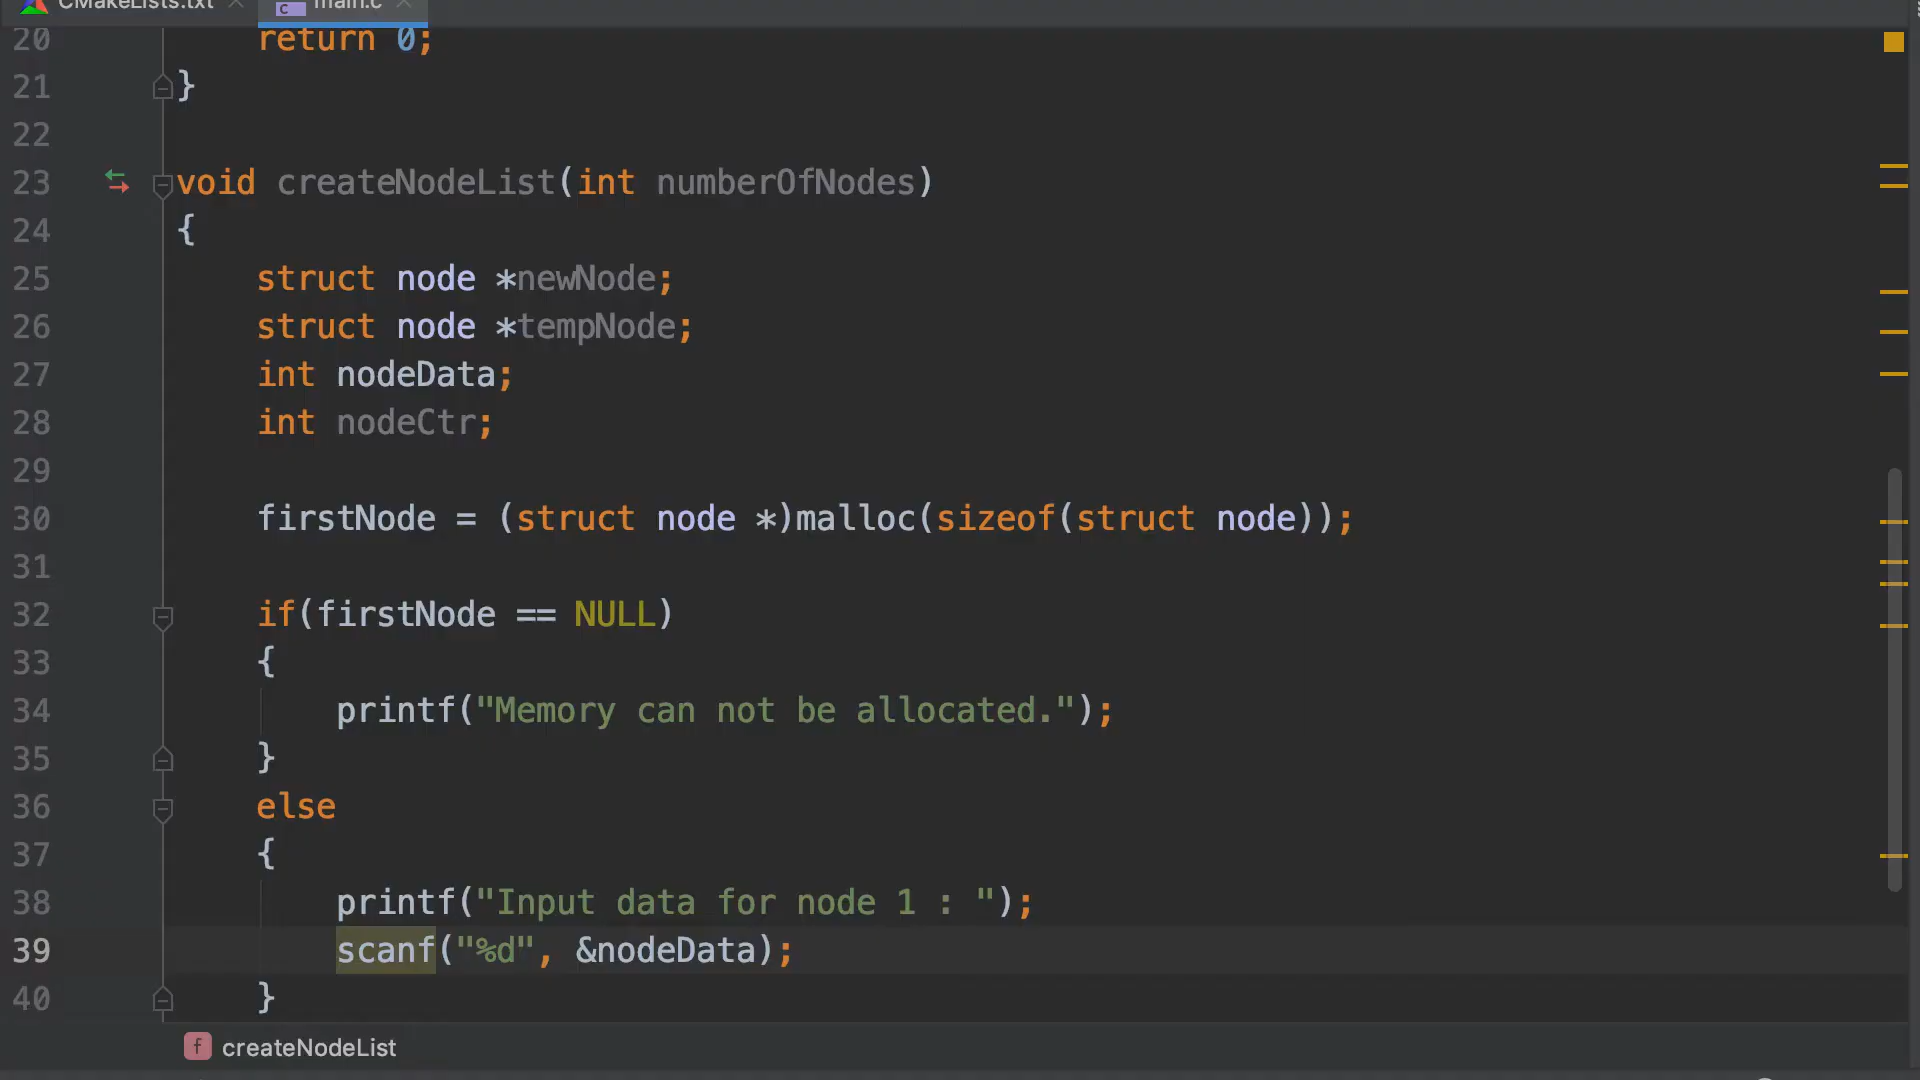 CMakeLists.txt main.c
20 return 0;
21 }
22
23 void createNodeList(int numberOfNodes)
24 {
25 struct node *newNode;
26 struct node *tempNode;
27 int nodeData;
28 int nodeCtr;
29
30 firstNode = (struct node *)malloc(sizeof(struct node));
31
32 if(firstNode == NULL)
33 {
34 printf("Memory can not be allocated.");
35 }
36 else
37 {
38 printf("Input data for node 1 : ");
39 scanf("%d", &nodeData);
40 }
f createNodeList